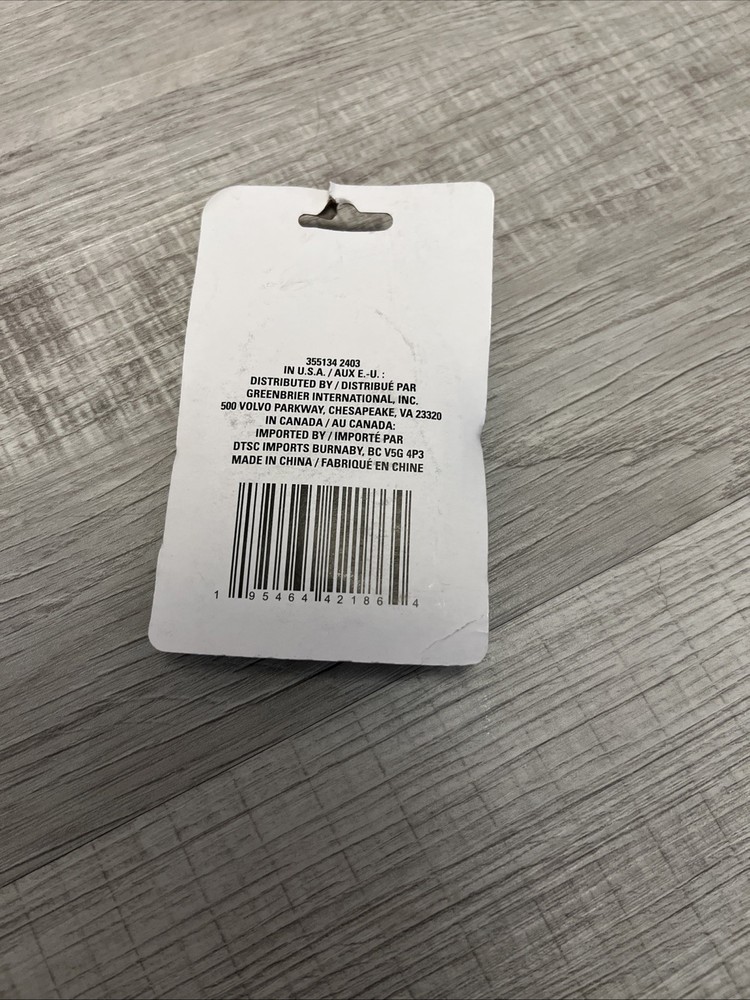 355134 2403
IN U.S.A. / AUX E.-U. :
DISTRIBUTED BY / DISTRIBUÉ PAR
GREENBRIER INTERNATIONAL, INC.
500 VOLVO PARKWAY, CHESAPEAKE, VA 23320
IN CANADA / AU CANADA:
IMPORTED BY / IMPORTÉ PAR
DTSC IMPORTS BURNABY, BC V5G 4P3
MADE IN CHINA / FABRIQUÉ EN CHINE
1 95464 42186 4